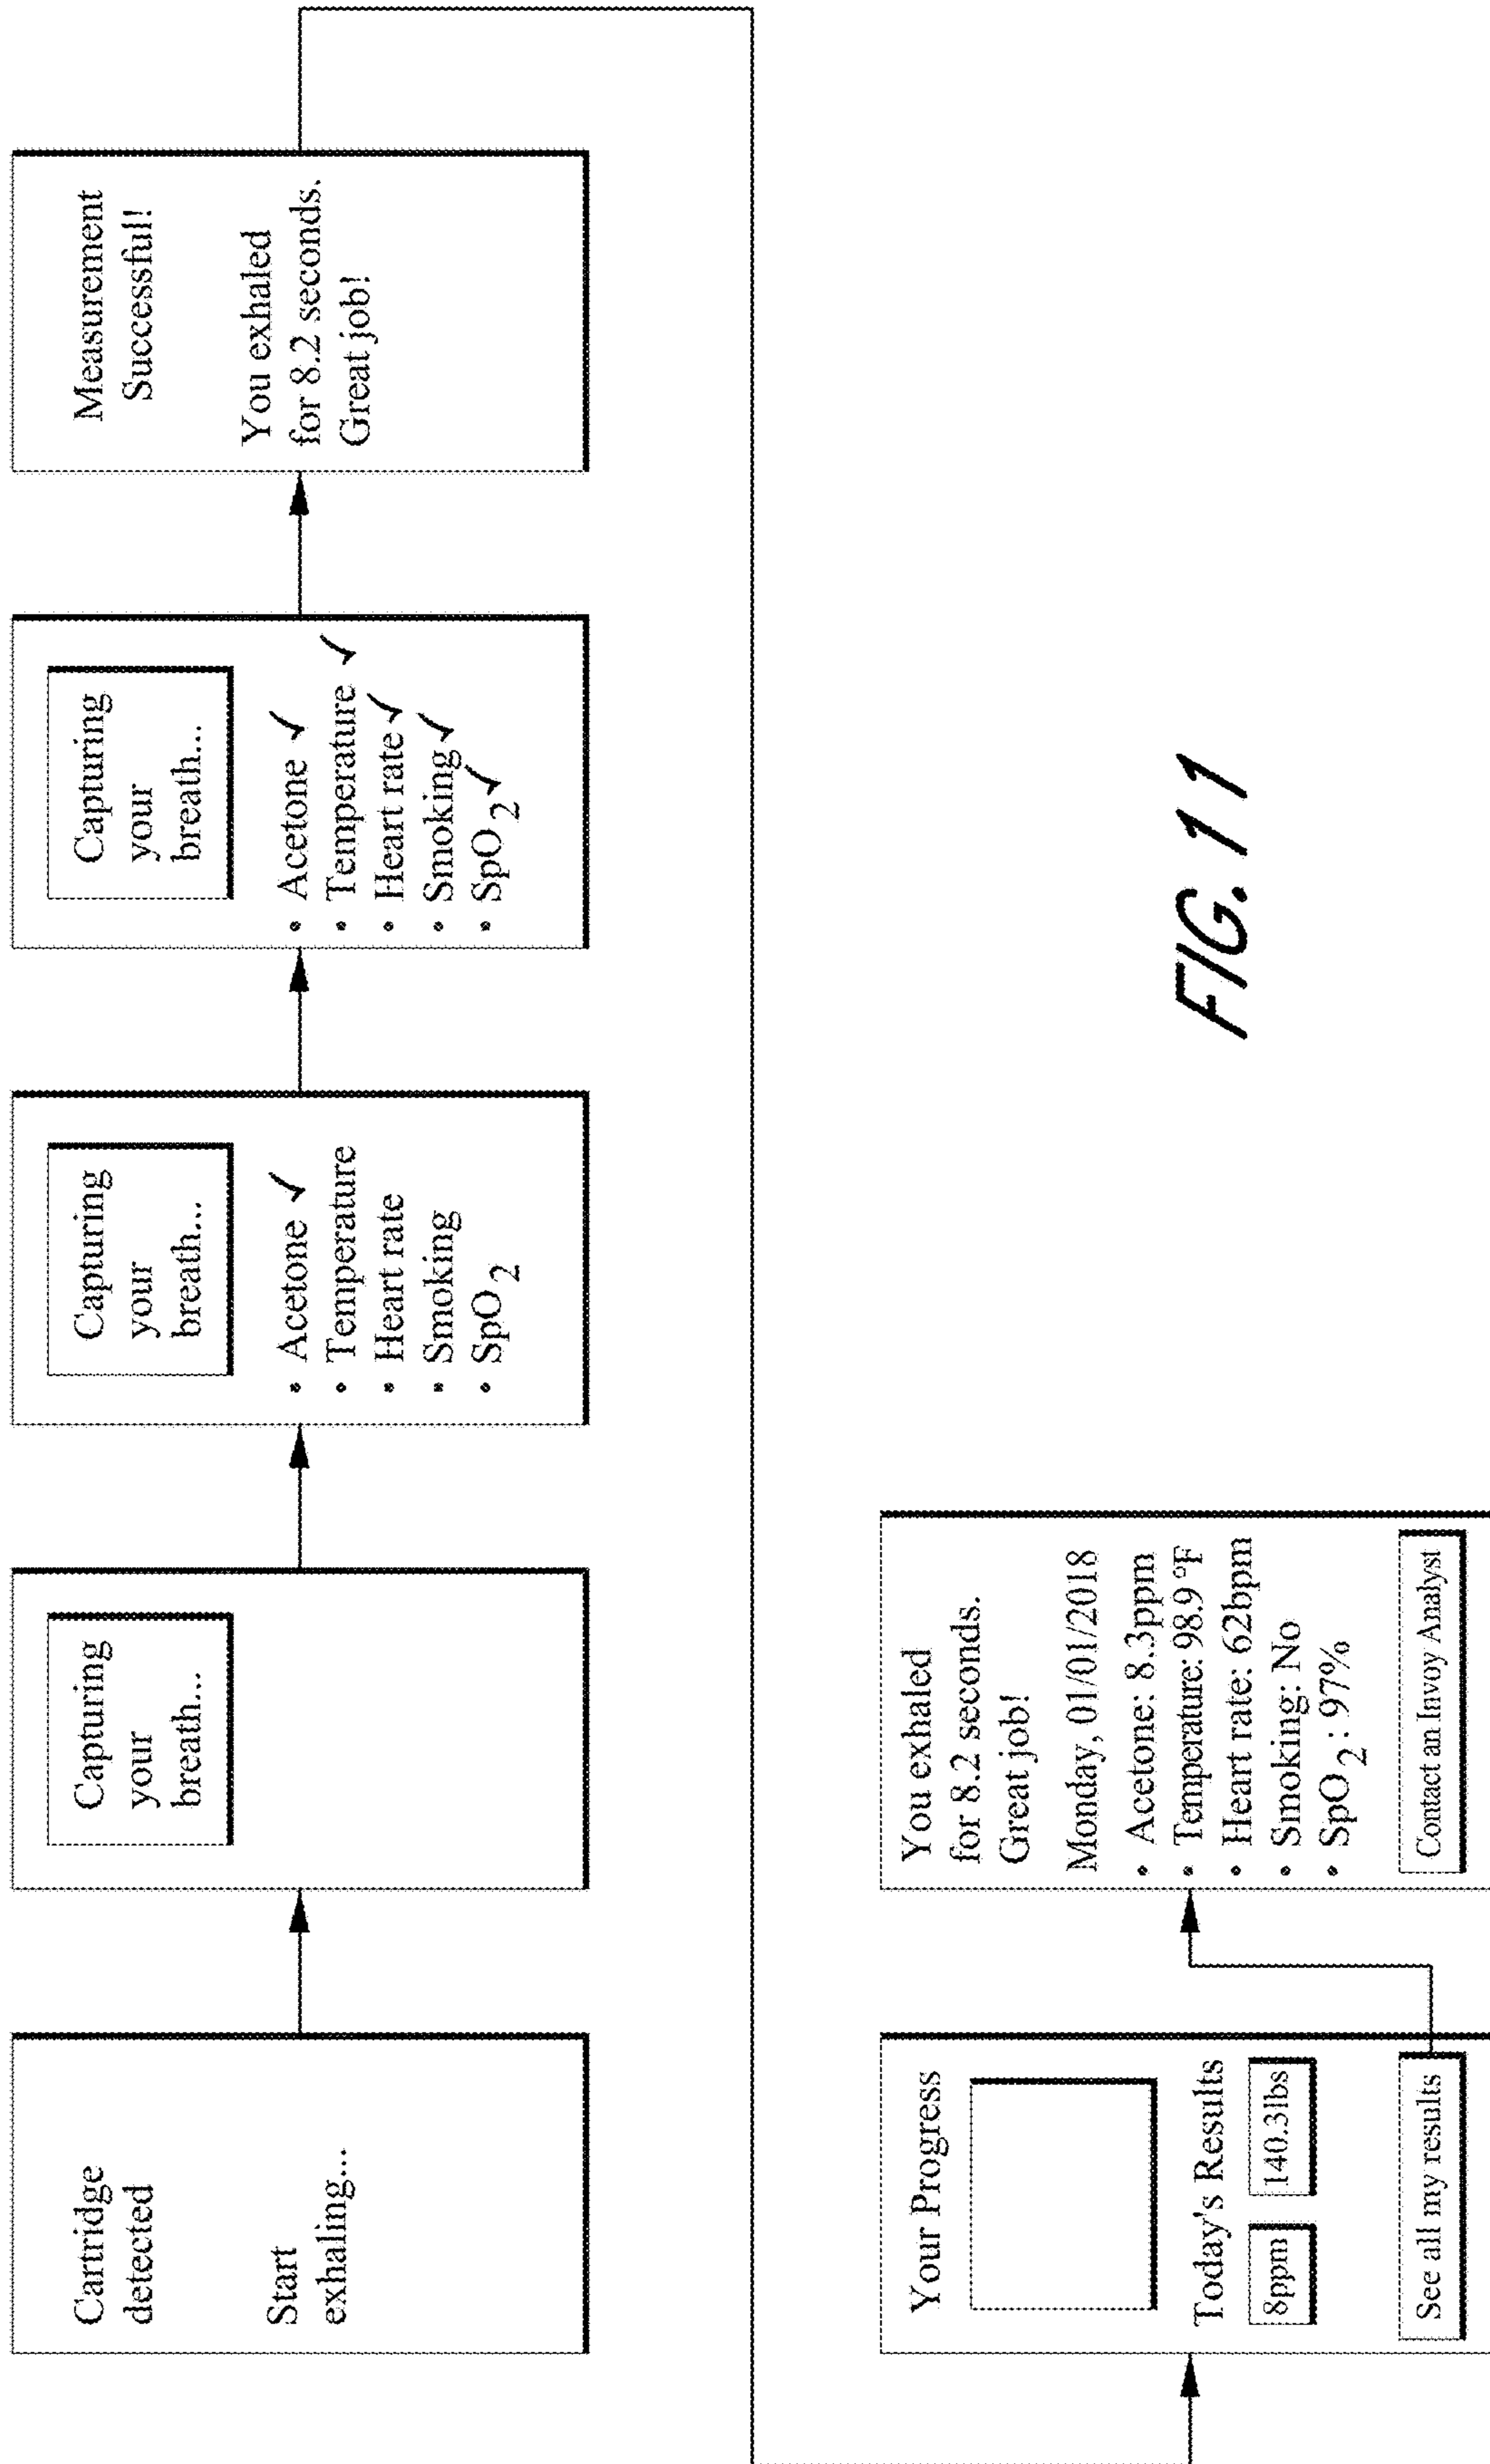 Cartridge
detected
Start
exhaling...
Capturing
your
breath...
Capturing
your
breath...
• Acetone ✓
• Temperature
• Heart rate
• Smoking
• SpO₂
Capturing
your
breath...
• Acetone ✓
• Temperature ✓
• Heart rate ✓
• Smoking ✓
• SpO₂ ✓
Measurement
Successful!
You exhaled
for 8.2 seconds.
Great job!
Your Progress
Today's Results
8ppm 140.3lbs
See all my results
You exhaled
for 8.2 seconds.
Great job!
Monday, 01/01/2018
• Acetone: 8.3ppm
• Temperature: 98.9 °F
• Heart rate: 62bpm
• Smoking: No
• SpO₂: 97%
Contact an Invoy Analyst
FIG. 11